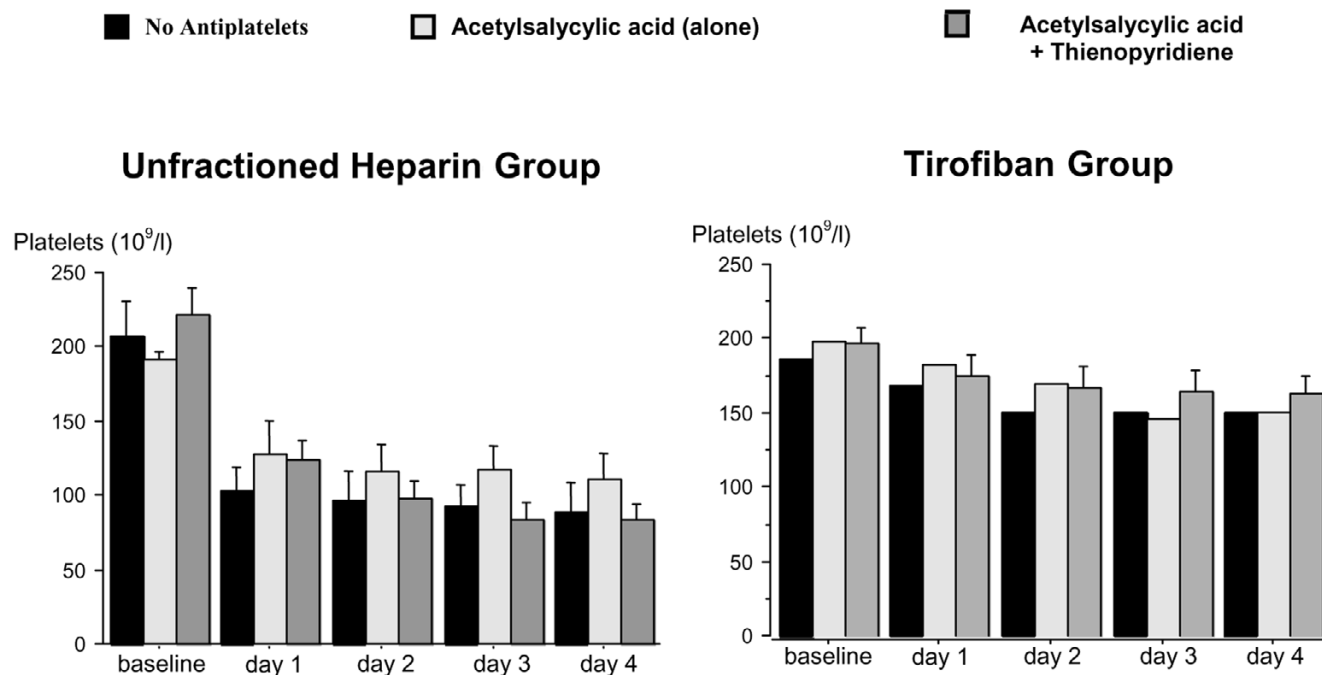 No Antiplatelets
Acetylsalycylic acid (alone)
Acetylsalycylic acid
+ Thienopyridiene
Unfractioned Heparin Group
Platelets (10⁹/l)
250
200
150
100
50
0
baseline day 1 day 2 day 3 day 4
Tirofiban Group
Platelets (10⁹/l)
250
200
150
100
50
0
baseline day 1 day 2 day 3 day 4